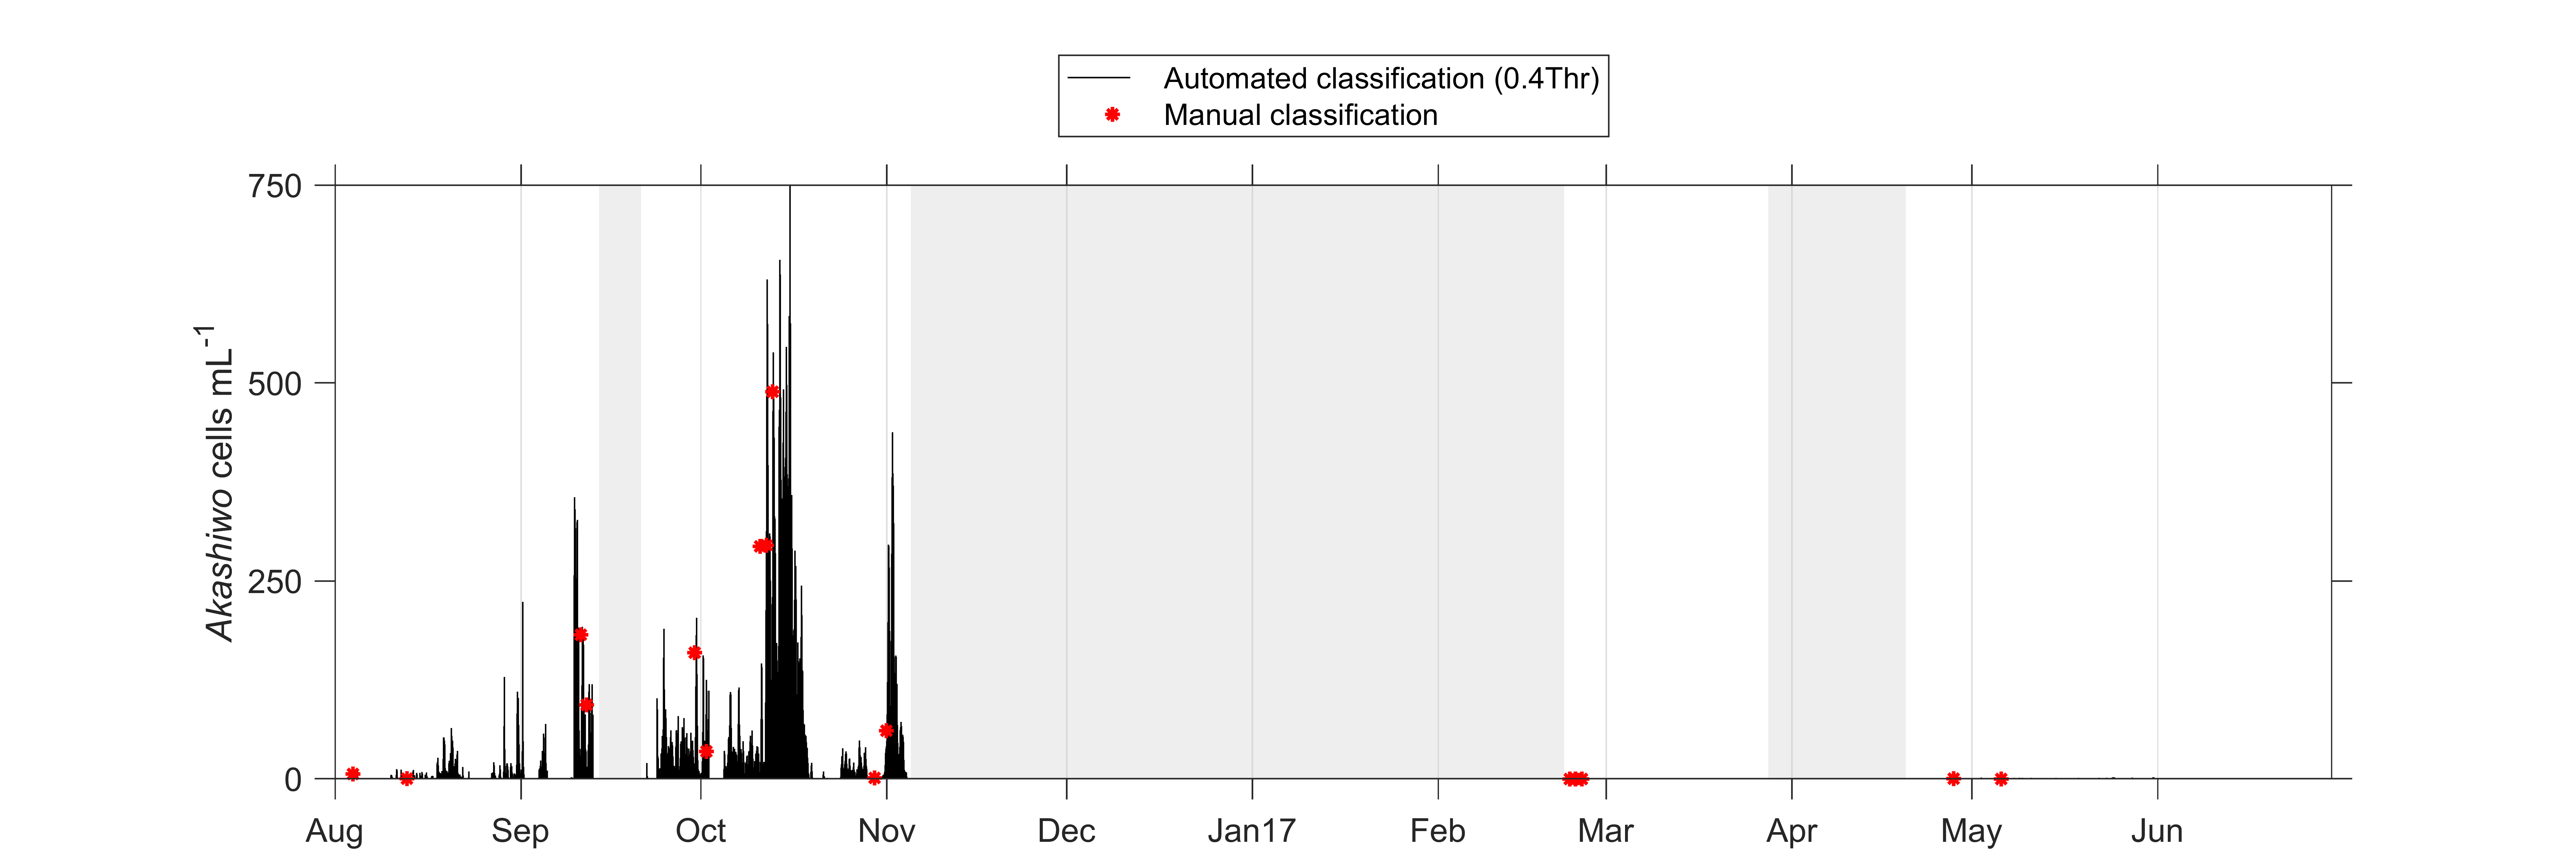 Automated classification (0.4Thr)
Manual classification
750
500
250
0
Akashiwo cells mL-1
Aug Sep Oct Nov Dec Jan17 Feb Mar Apr May Jun